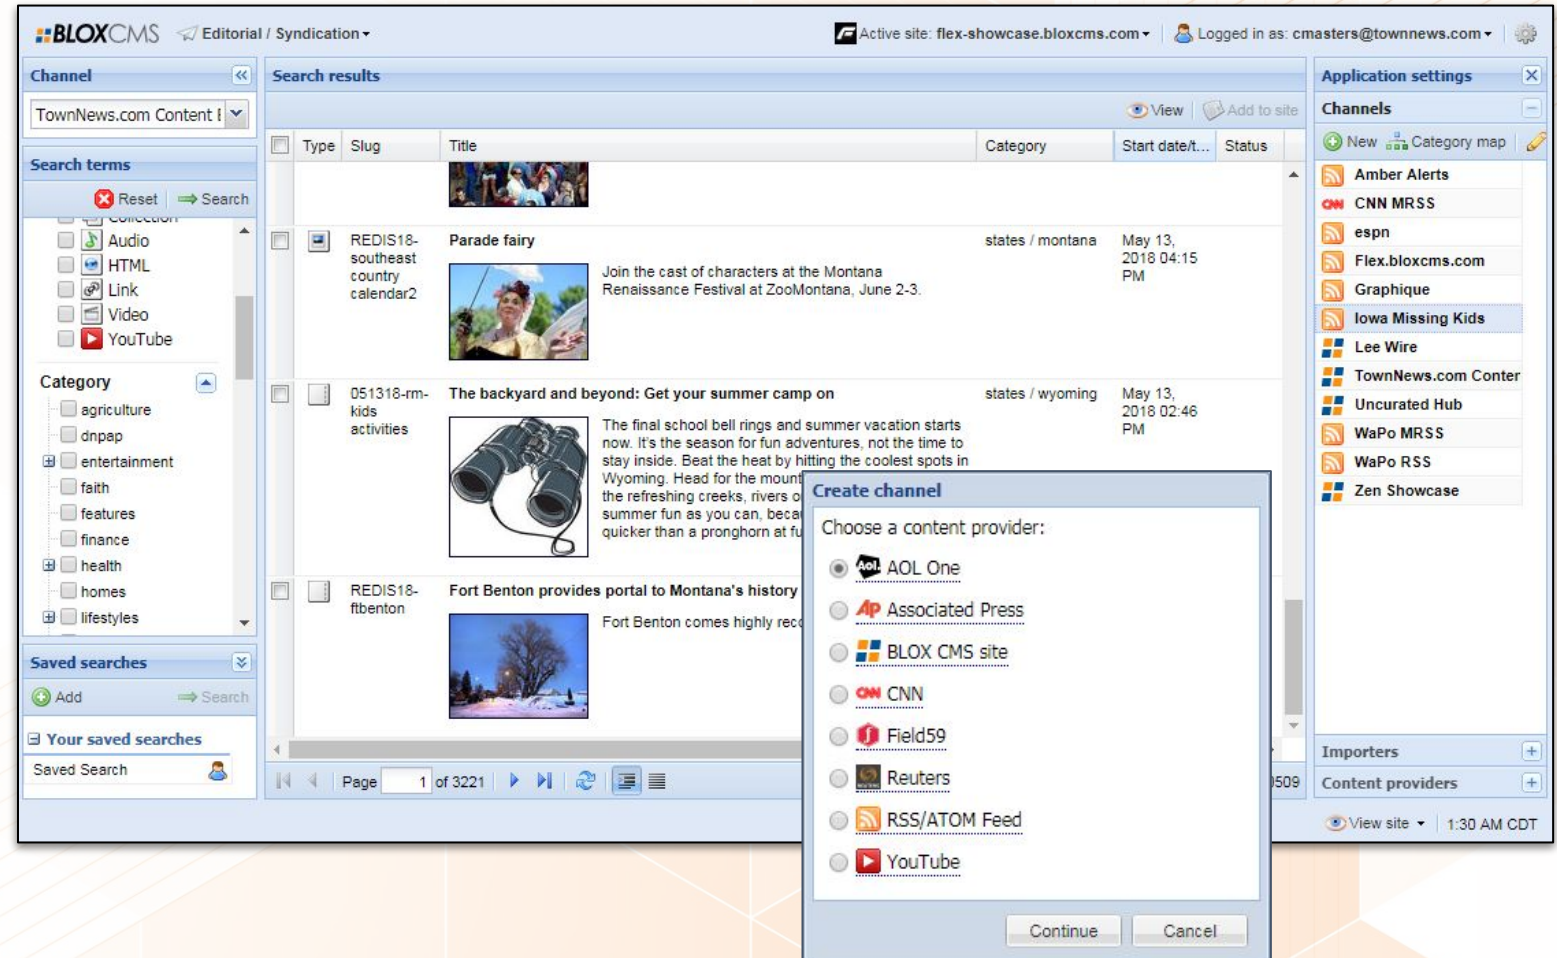 BLOXCMS Editorial / Syndication
Active site: flex-showcase.bloxcms.com
Logged in as: cmasters@townnews.com
Channel
TownNews.com Content
Search terms
Reset
Search
Collection
Audio
HTML
Link
Video
YouTube
Category
agriculture
dnpap
entertainment
faith
features
finance
health
homes
lifestyles
Saved searches
Add
Search
Your saved searches
Saved Search
Search results
View
Add to site
Type
Slug
Title
Category
Start date/t...
Status
REDIS18-
southeast
country
calendar2
Parade fairy
Join the cast of characters at the Montana
Renaissance Festival at ZooMontana, June 2-3.
states / montana
May 13,
2018 04:15
PM
051318-rm-
kids
activities
The backyard and beyond: Get your summer camp on
The final school bell rings and summer vacation starts
now. It's the season for fun adventures, not the time to
stay inside. Beat the heat by hitting the coolest spots in
Wyoming. Head for the mount
the refreshing creeks, rivers o
summer fun as you can, beca
quicker than a pronghorn at fu
states / wyoming
May 13,
2018 02:46
PM
REDIS18-
ftbenton
Fort Benton provides portal to Montana's history
Fort Benton comes highly reco
Page 1 of 3221
0509
Application settings
Channels
New
Category map
Amber Alerts
CNN MRSS
espn
Flex.bloxcms.com
Graphique
Iowa Missing Kids
Lee Wire
TownNews.com Conter
Uncurated Hub
WaPo MRSS
WaPo RSS
Zen Showcase
Importers
Content providers
View site
1:30 AM CDT
Create channel
Choose a content provider:
Aol. AOL One
AP Associated Press
BLOX CMS site
CNN CNN
Field59
Reuters
RSS/ATOM Feed
YouTube
Continue
Cancel